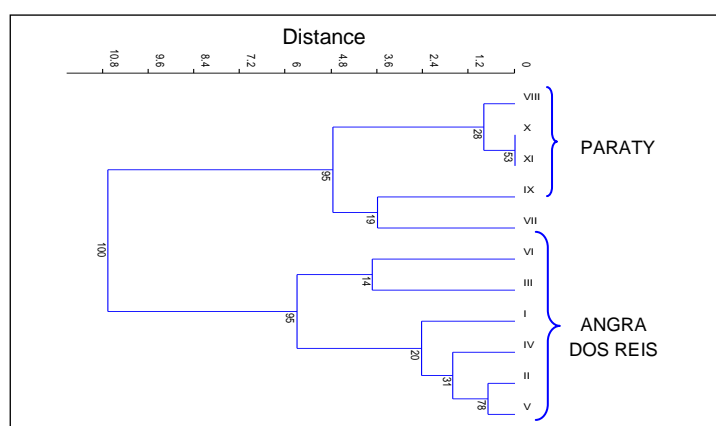 Distance
10.8 9.6 8.4 7.2 6 4.8 3.6 2.4 1.2 0
VIII
28
X
PARATY
53
XI
95
IX
19
VII
100
VI
14
III
95
I
ANGRA
DOS REIS
20
IV
31
II
78
V